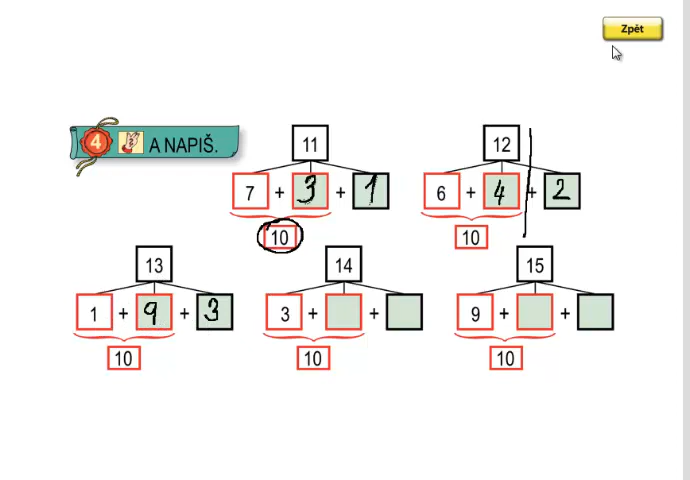 Zpět
4 A NAPIŠ.
11
7 + 3 + 1
10
12
6 + 4 + 2
10
13
1 + 9 + 3
10
14
3 + +
10
15
9 + +
10